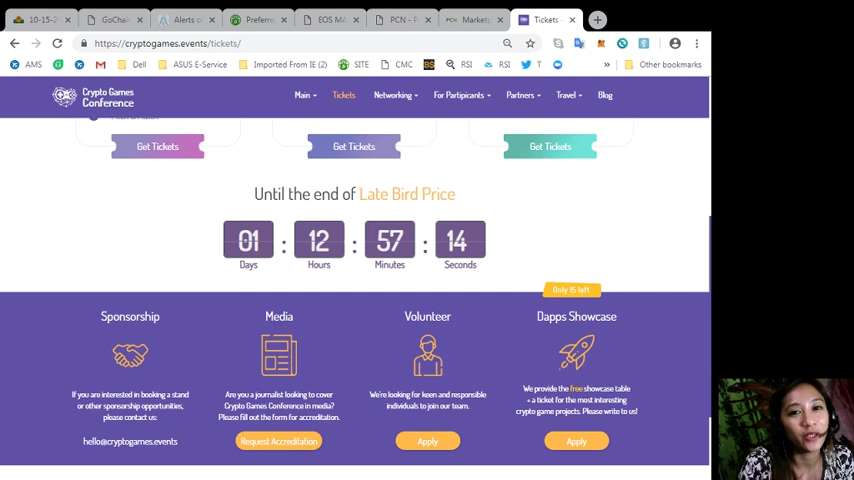 10-15-2
GoChain
Alerts o
Preferre
EOS MA
PCN - P
Market
Tickets -
https://cryptogames.events/tickets/
AMS
Dell
ASUS E-Service
Imported From IE (2)
SITE
CMC
BS
RSI
RSI
T
»
Other bookmarks
Crypto Games
Conference
Main
Tickets
Networking
For Partipicants
Partners
Travel
Blog
Get Tickets
Get Tickets
Get Tickets
Until the end of Late Bird Price
01 : 12 : 57 : 14
Days Hours Minutes Seconds
Only 15 left
Sponsorship
If you are interested in booking a stand
or other sponsorship opportunities,
please contact us:
hello@cryptogames.events
Media
Are you a journalist looking to cover
Crypto Games Conference in media?
Please fill out the form for accreditation.
Request Accreditation
Volunteer
We're looking for keen and responsible
individuals to join our team.
Apply
Dapps Showcase
We provide the free showcase table
+ a ticket for the most interesting
crypto game projects. Please write to us!
Apply